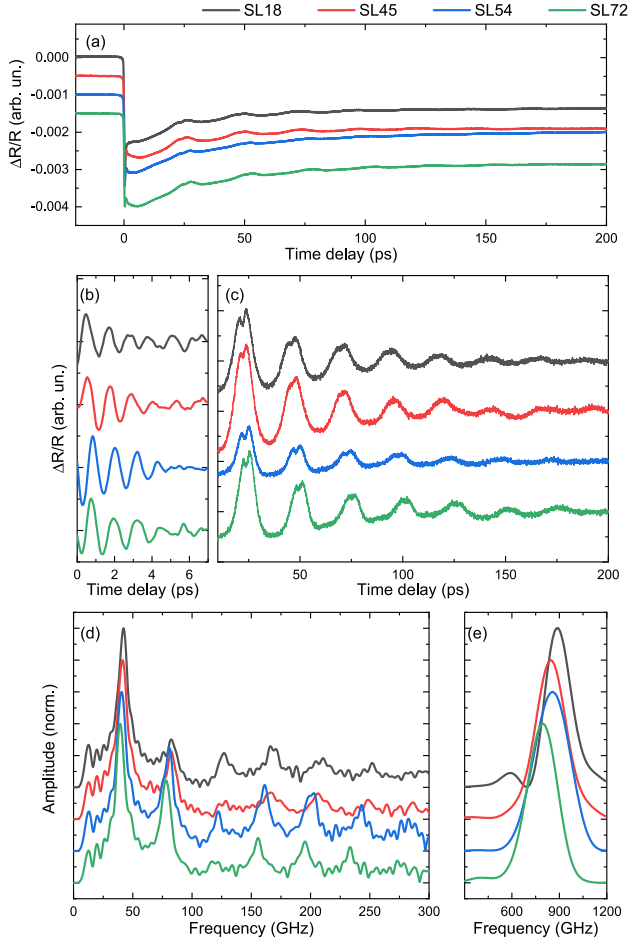 SL18 SL45 SL54 SL72
(a)
0.000
-0.001
-0.002
-0.003
-0.004
ΔR/R (arb. un.)
0 50 100 150 200
Time delay (ps)
(b) (c)
ΔR/R (arb. un.)
0 2 4 6 50 100 150 200
Time delay (ps) Time delay (ps)
(d) (e)
Amplitude (norm.)
0 50 100 150 200 250 300 600 900 1200
Frequency (GHz) Frequency (GHz)